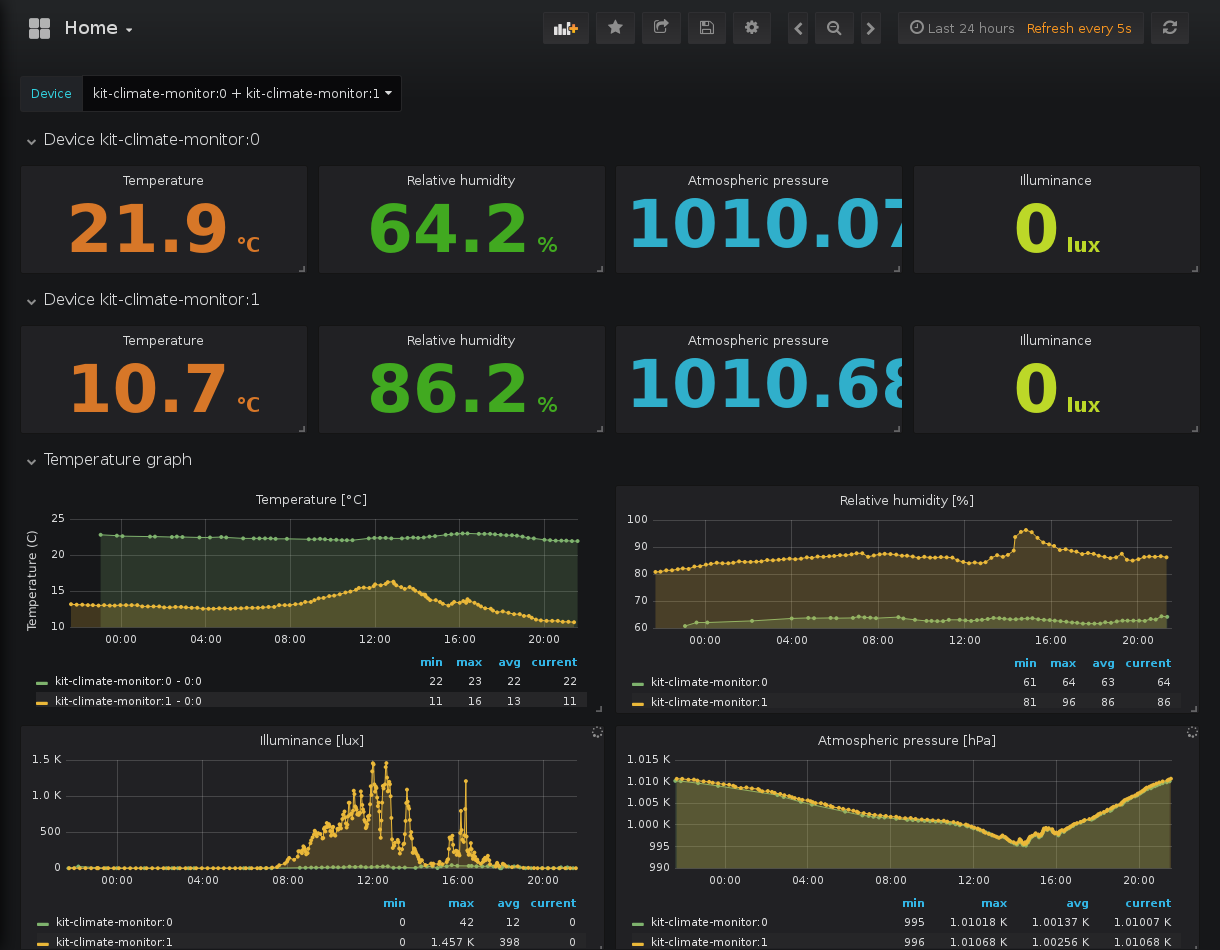 Home
Last 24 hours Refresh every 5s
Device kit-climate-monitor:0 + kit-climate-monitor:1
Device kit-climate-monitor:0
Temperature Relative humidity Atmospheric pressure Illuminance
21.9 °C 64.2 % 1010.07 0 lux
Device kit-climate-monitor:1
Temperature Relative humidity Atmospheric pressure Illuminance
10.7 °C 86.2 % 1010.68 0 lux
Temperature graph
Temperature [°C]
Temperature (C)
25
20
15
10
00:00 04:00 08:00 12:00 16:00 20:00
min max avg current
kit-climate-monitor:0 - 0:0 22 23 22 22
kit-climate-monitor:1 - 0:0 11 16 13 11
Relative humidity [%]
100
90
80
70
60
00:00 04:00 08:00 12:00 16:00 20:00
min max avg current
kit-climate-monitor:0 61 64 63 64
kit-climate-monitor:1 81 96 86 86
Illuminance [lux]
1.5 K
1.0 K
500
0
00:00 04:00 08:00 12:00 16:00 20:00
min max avg current
kit-climate-monitor:0 0 42 12 0
kit-climate-monitor:1 0 1.457 K 398 0
Atmospheric pressure [hPa]
1.015 K
1.010 K
1.005 K
1.000 K
995
990
00:00 04:00 08:00 12:00 16:00 20:00
min max avg current
kit-climate-monitor:0 995 1.01018 K 1.00137 K 1.01007 K
kit-climate-monitor:1 996 1.01068 K 1.00256 K 1.01068 K